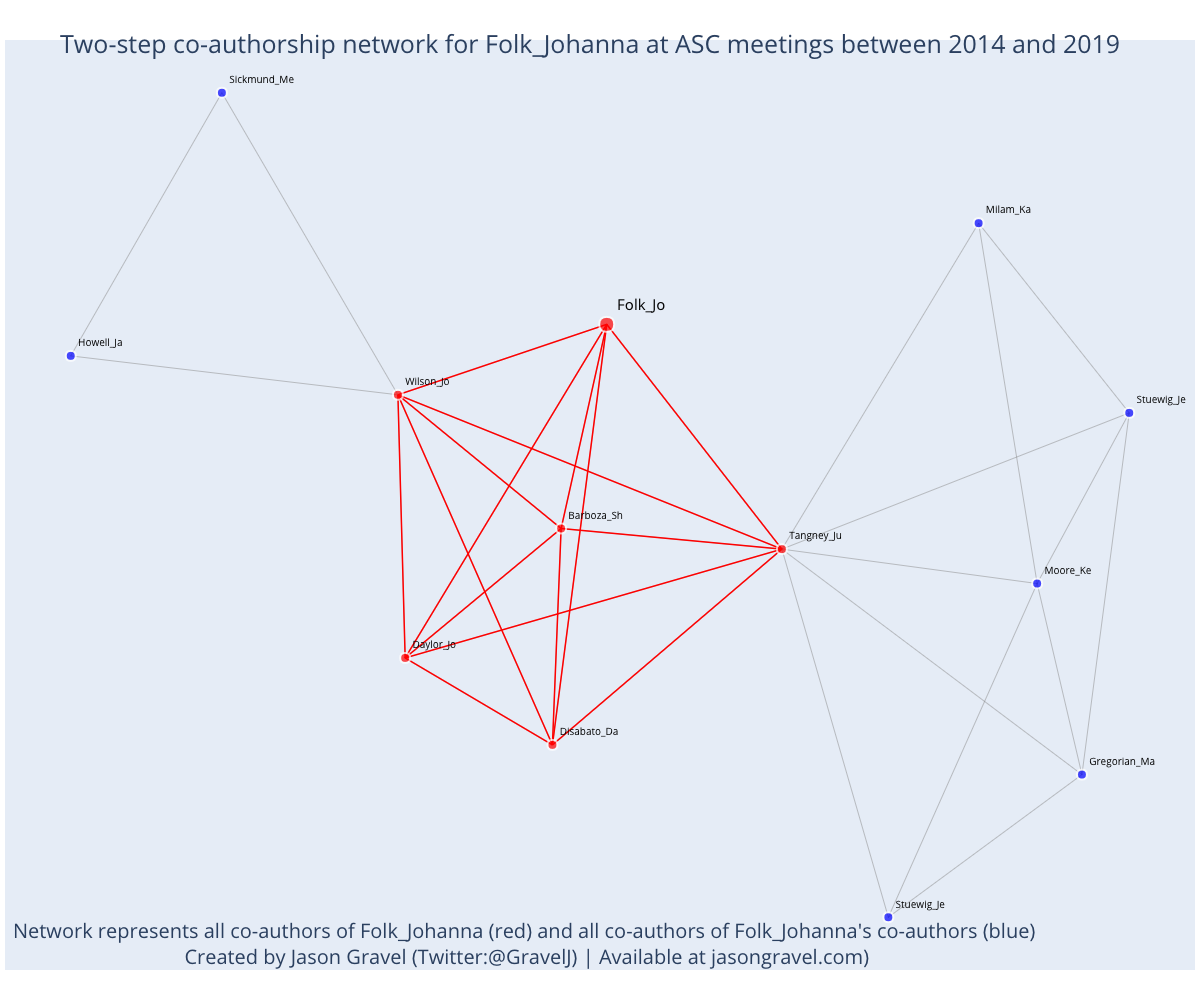 Two-step co-authorship network for Folk_Johanna at ASC meetings between 2014 and 2019
Sickmund_Me
Milam_Ka
Folk_Jo
Howell_Ja
Wilson_Jo
Stuewig_Je
Barboza_Sh
Tangney_Ju
Moore_Ke
Daylor_Jo
Disabato_Da
Gregorian_Ma
Stuewig_Je
Network represents all co-authors of Folk_Johanna (red) and all co-authors of Folk_Johanna's co-authors (blue)
Created by Jason Gravel (Twitter:@GravelJ) | Available at jasongravel.com)